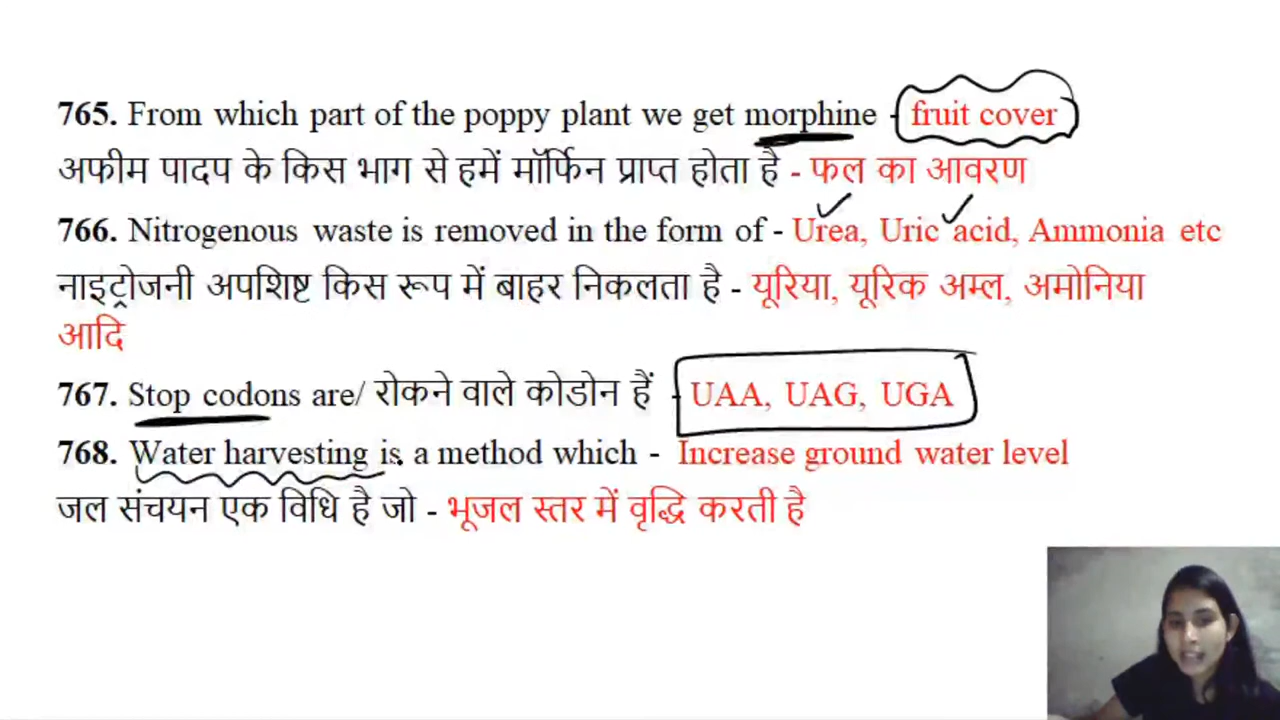 765. From which part of the poppy plant we get morphine - fruit cover
अफीम पादप के किस भाग से हमें मॉर्फिन प्राप्त होता है - फल का आवरण
766. Nitrogenous waste is removed in the form of - Urea, Uric acid, Ammonia etc
नाइट्रोजनी अपशिष्ट किस रूप में बाहर निकलता है - यूरिया, यूरिक अम्ल, अमोनिया
आदि
767. Stop codons are/ रोकने वाले कोडोन हैं - UAA, UAG, UGA
768. Water harvesting is a method which - Increase ground water level
जल संचयन एक विधि है जो - भूजल स्तर में वृद्धि करती है